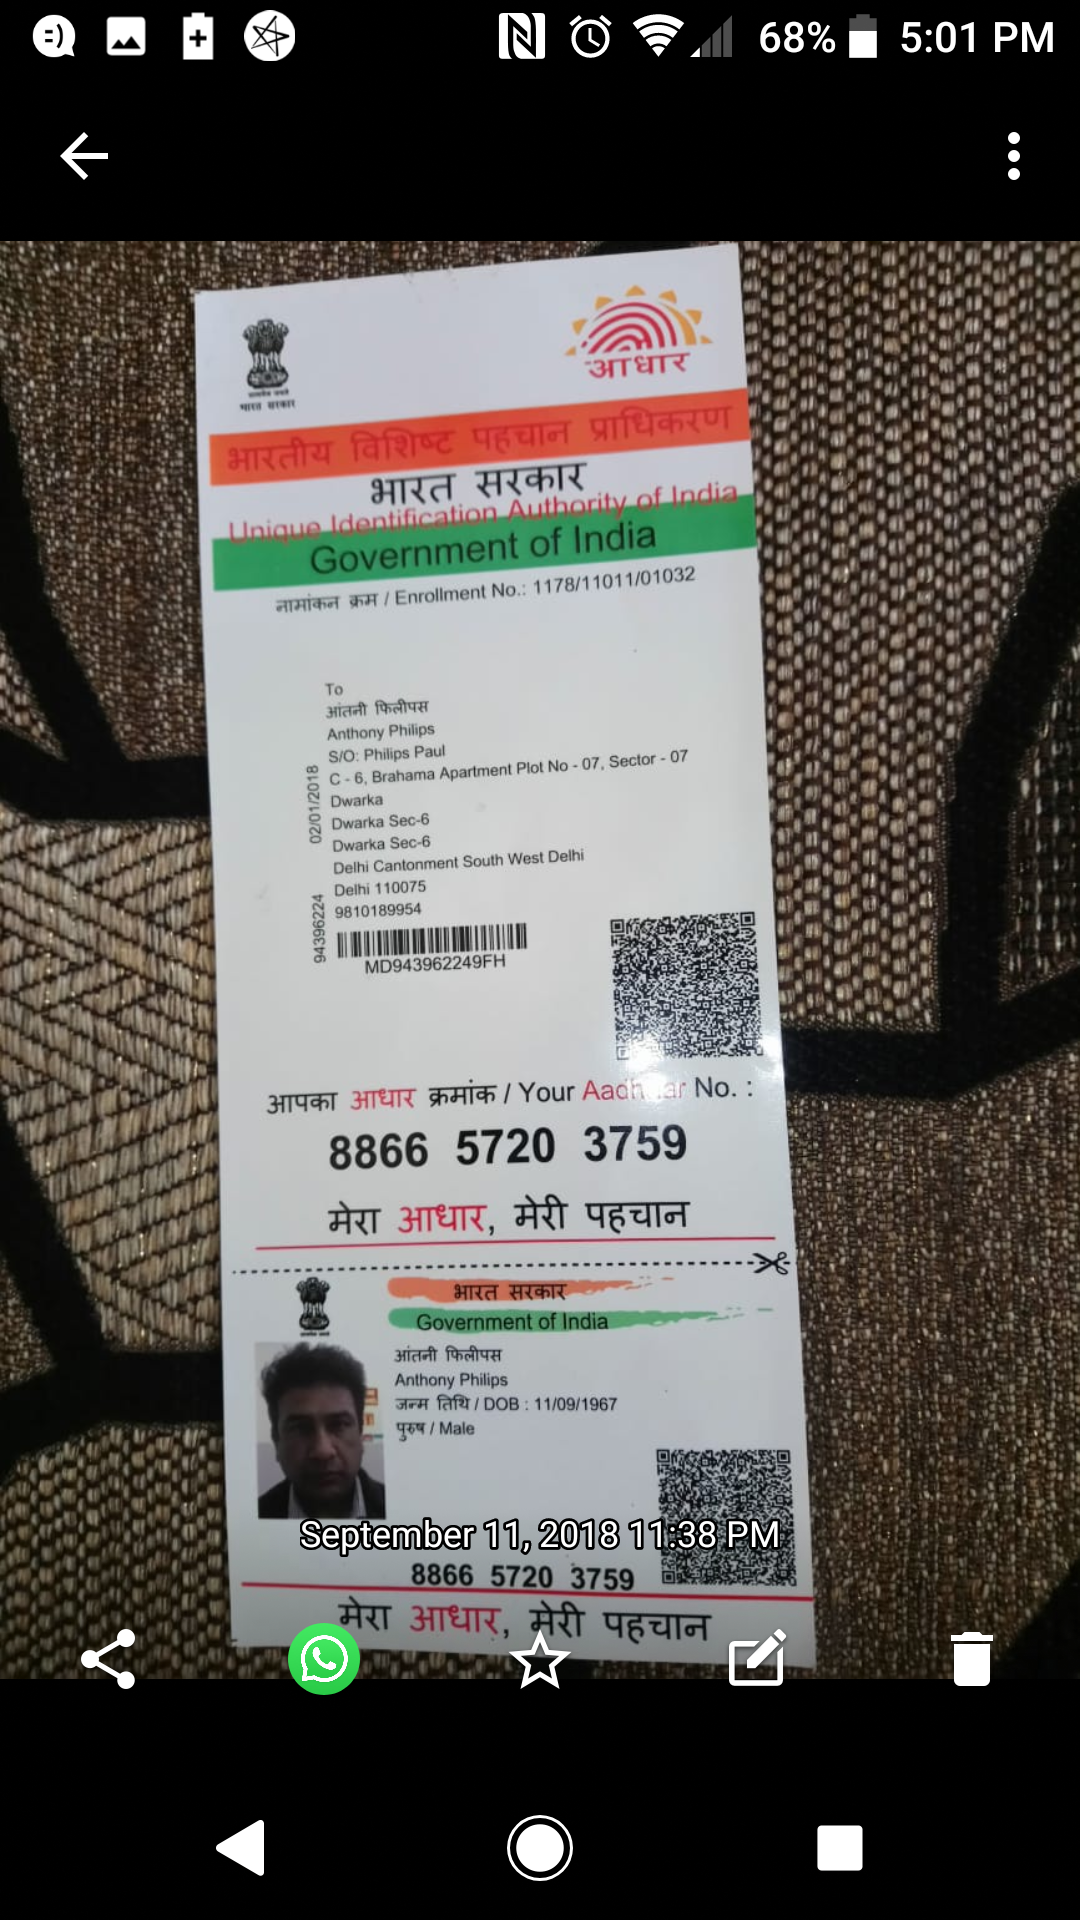 68% 5:01 PM
आधार
भारत सरकार
भारतीय विशिष्ट पहचान प्राधिकरण
भारत सरकार
Unique Identification Authority of India
Government of India
नामांकन क्रम / Enrollment No.: 1178/11011/01032
To
आंतनी फिलीपस
Anthony Philips
S/O: Philips Paul
C - 6, Brahama Apartment Plot No - 07, Sector - 07
Dwarka
Dwarka Sec-6
Dwarka Sec-6
Delhi Cantonment South West Delhi
Delhi 110075
9810189954
02/01/2018
94396224
MD943962249FH
आपका आधार क्रमांक / Your Aadhaar No. :
8866 5720 3759
मेरा आधार, मेरी पहचान
भारत सरकार
Government of India
आंतनी फिलीपस
Anthony Philips
जन्म तिथि / DOB : 11/09/1967
पुरुष / Male
September 11, 2018 11:38 PM
8866 5720 3759
मेरा आधार, मेरी पहचान